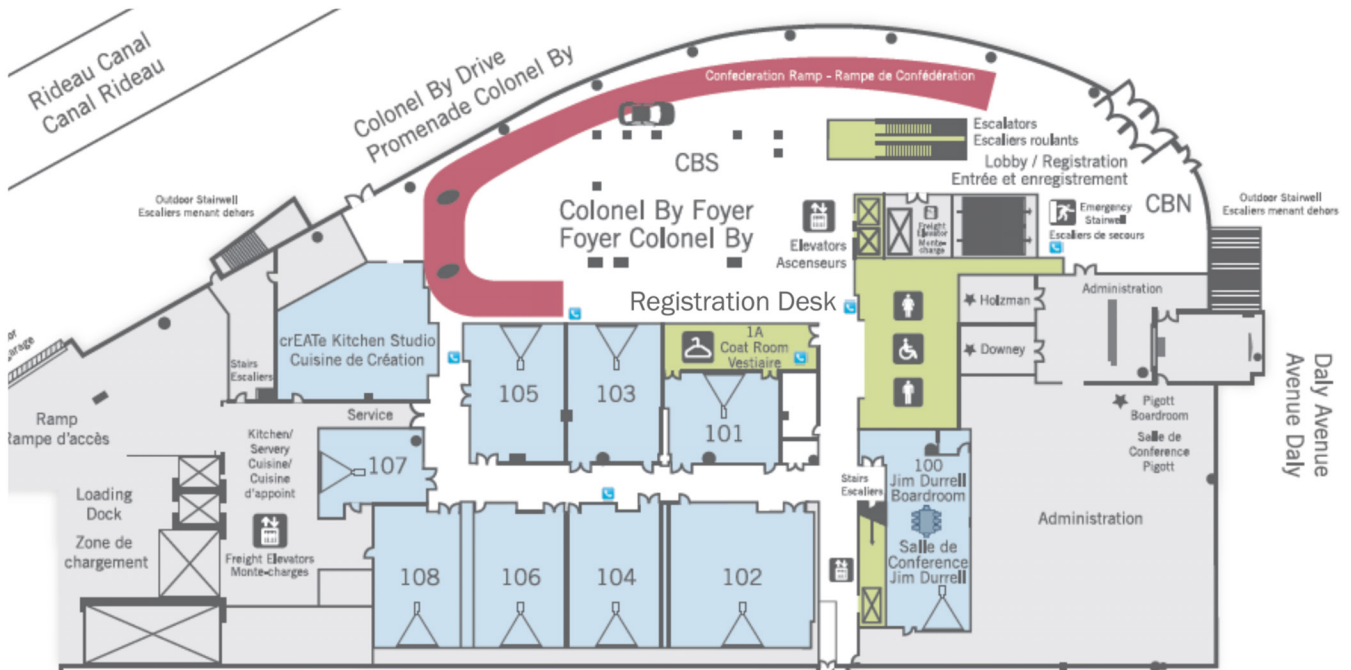 Rideau Canal
Canal Rideau
Colonel By Drive
Promenade Colonel By
Confederation Ramp - Rampe de Confédération
Escalators
Escaliers roulants
Lobby / Registration
Entrée et enregistrement
CBS
CBN
Colonel By Foyer
Foyer Colonel By
Elevators
Ascenseurs
Freight
Elevator
Monte-
charge
Emergency
Stairwell
Escaliers de secours
Outdoor Stairwell
Escaliers menant dehors
Outdoor Stairwell
Escaliers menant dehors
Registration Desk
Holzman
Downey
Administration
crEATe Kitchen Studio
Cuisine de Création
Stairs
Escaliers
105
103
1A
Coat Room
Vestiaire
101
Pigott
Boardroom
Salle de
Conference
Pigott
Daly Avenue
Avenue Daly
arage
Ramp
Rampe d'accès
Service
Kitchen/
Servery
Cuisine/
Cuisine
d'appoint
107
Loading
Dock
Zone de
chargement
Freight Elevators
Monte-charges
Stairs
Escaliers
100
Jim Durrell
Boardroom
Salle de
Conference
Jim Durrell
Administration
108
106
104
102